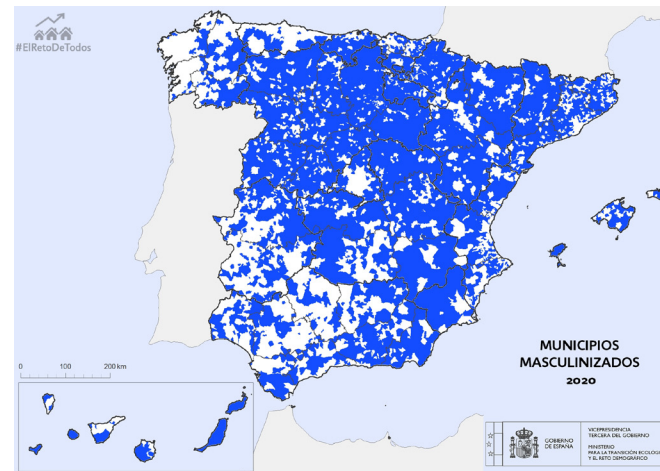 #ElRetoDeTodos
MUNICIPIOS
MASCULINIZADOS
2020
0 100 200 km
GOBIERNO
DE ESPAÑA
VICEPRESIDENCIA
TERCERA DEL GOBIERNO
MINISTERIO
PARA LA TRANSICIÓN ECOLÓGICA
Y EL RETO DEMOGRÁFICO